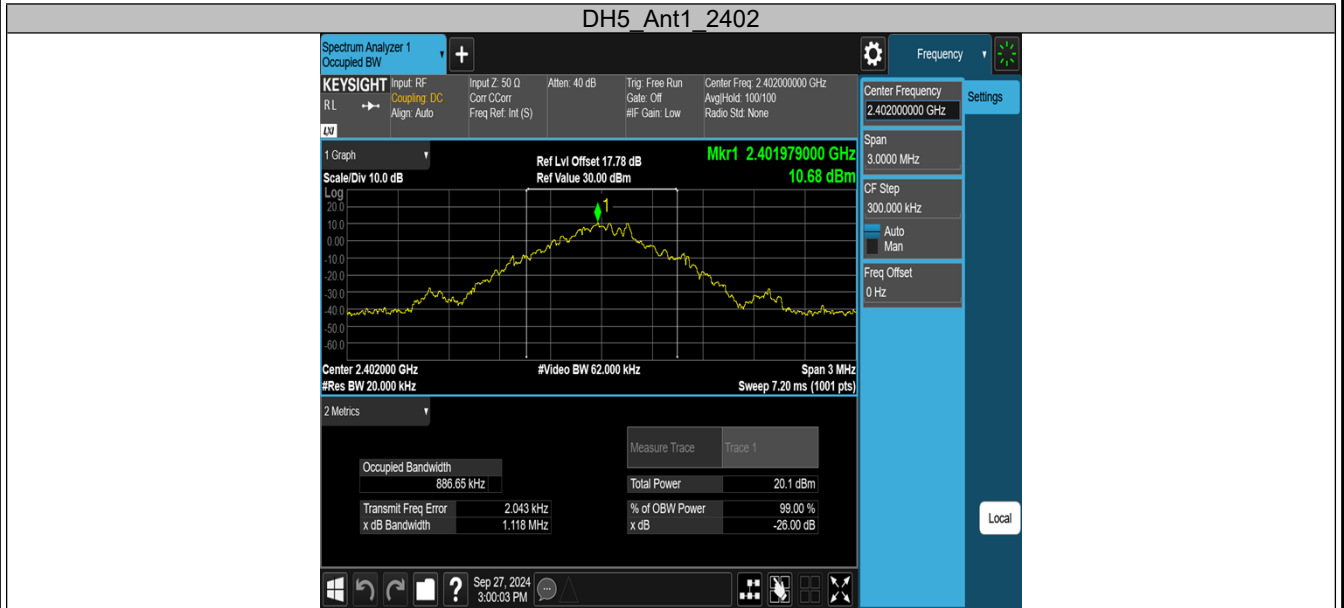 DH5_Ant1_2402
Spectrum Analyzer 1
Occupied BW
+
Frequency
KEYSIGHT
RL
LXI
Input: RF
Coupling: DC
Align: Auto
Input Z: 50 Ω
Corr CCorr
Freq Ref: Int (S)
Atten: 40 dB
Trig: Free Run
Gate: Off
#IF Gain: Low
Center Freq: 2.402000000 GHz
Avg|Hold: 100/100
Radio Std: None
Center Frequency
2.402000000 GHz
Settings
Span
3.0000 MHz
CF Step
300.000 kHz
Auto
Man
Freq Offset
0 Hz
Local
1 Graph
Scale/Div 10.0 dB
Ref Lvl Offset 17.78 dB
Ref Value 30.00 dBm
Mkr1 2.401979000 GHz
10.68 dBm
Log
20.0
10.0
0.00
-10.0
-20.0
-30.0
-40.0
-50.0
-60.0
1
Center 2.402000 GHz
#Video BW 62.000 kHz
Span 3 MHz
#Res BW 20.000 kHz
Sweep 7.20 ms (1001 pts)
2 Metrics
Measure Trace
Trace 1
Occupied Bandwidth
886.65 kHz
Total Power
20.1 dBm
Transmit Freq Error
2.043 kHz
% of OBW Power
99.00 %
x dB Bandwidth
1.118 MHz
x dB
-26.00 dB
?
Sep 27, 2024
3:00:03 PM